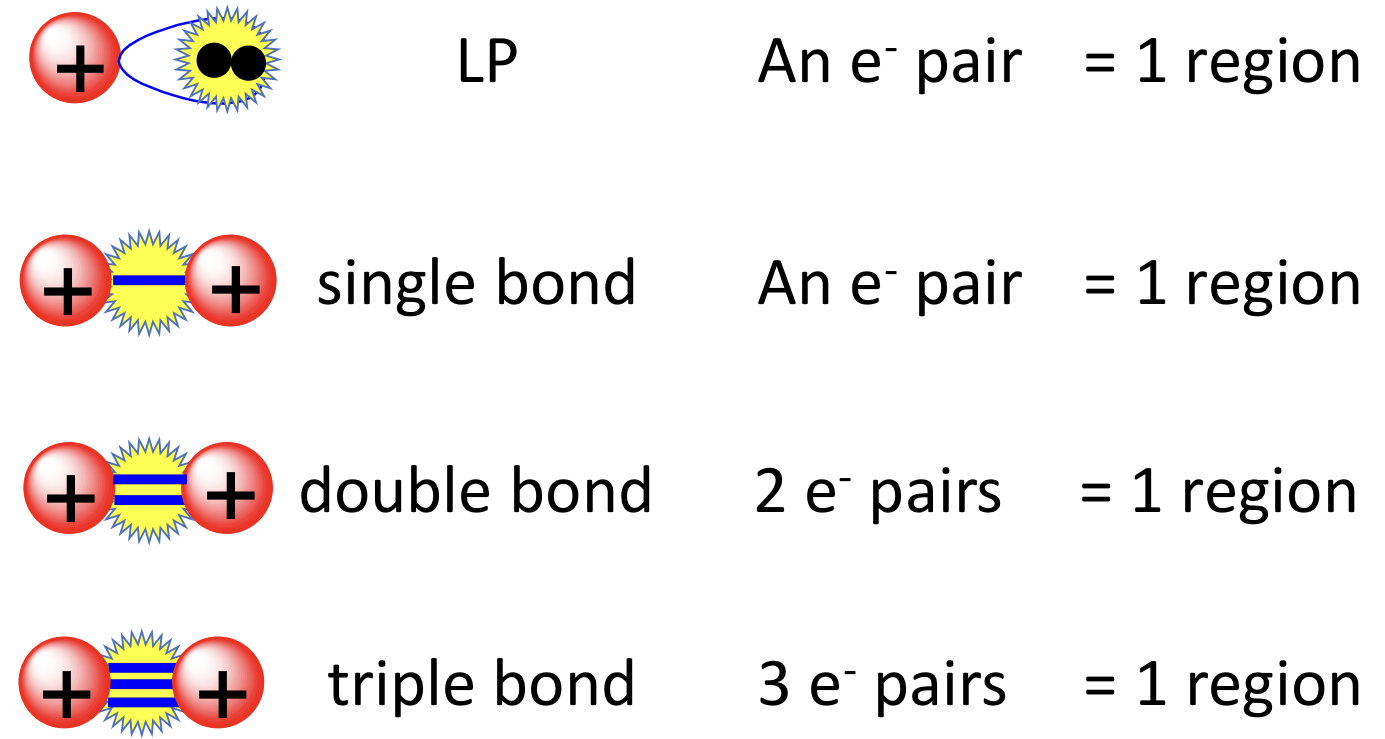 + LP An e⁻ pair = 1 region
+ + single bond An e⁻ pair = 1 region
+ + double bond 2 e⁻ pairs = 1 region
+ + triple bond 3 e⁻ pairs = 1 region